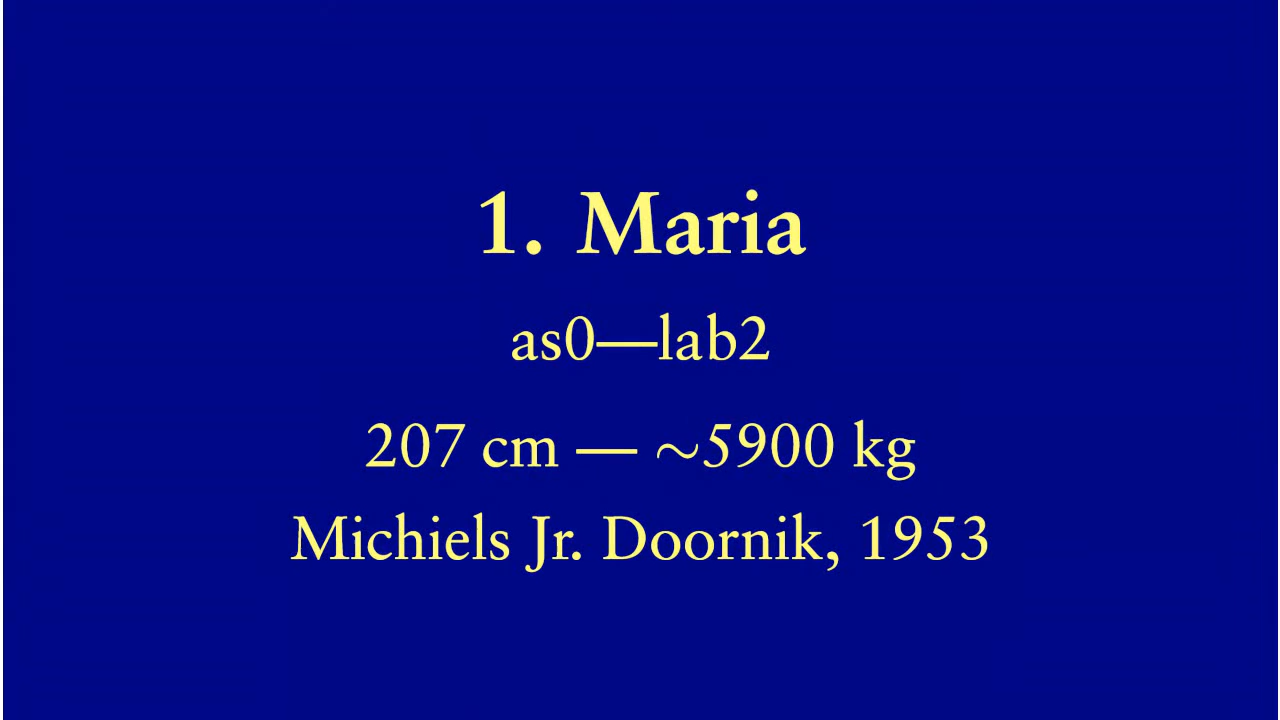 1. Maria
as0—lab2
207 cm — ~5900 kg
Michiels Jr. Doornik, 1953